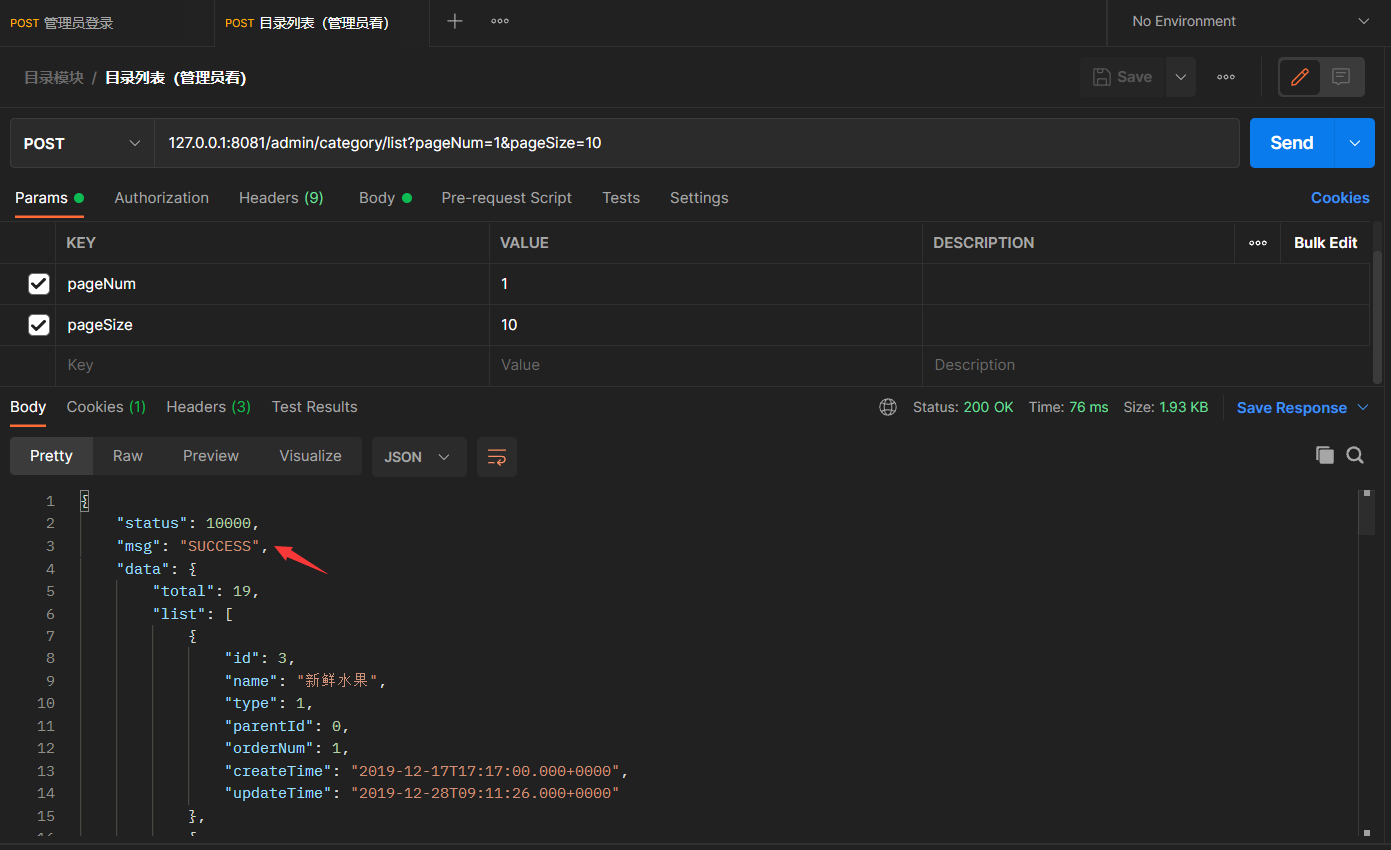 POST 管理员登录 POST 目录列表（管理员看） No Environment
目录模块 / 目录列表（管理员看） Save
POST 127.0.0.1:8081/admin/category/list?pageNum=1&pageSize=10 Send
Params Authorization Headers (9) Body Pre-request Script Tests Settings Cookies
KEY VALUE DESCRIPTION Bulk Edit
pageNum 1
pageSize 10
Key Value Description
Body Cookies (1) Headers (3) Test Results Status: 200 OK Time: 76 ms Size: 1.93 KB Save Response
Pretty Raw Preview Visualize JSON
1 {
2 "status": 10000,
3 "msg": "SUCCESS",
4 "data": {
5 "total": 19,
6 "list": [
7 {
8 "id": 3,
9 "name": "新鲜水果",
10 "type": 1,
11 "parentId": 0,
12 "orderNum": 1,
13 "createTime": "2019-12-17T17:17:00.000+0000",
14 "updateTime": "2019-12-28T09:11:26.000+0000"
15 },